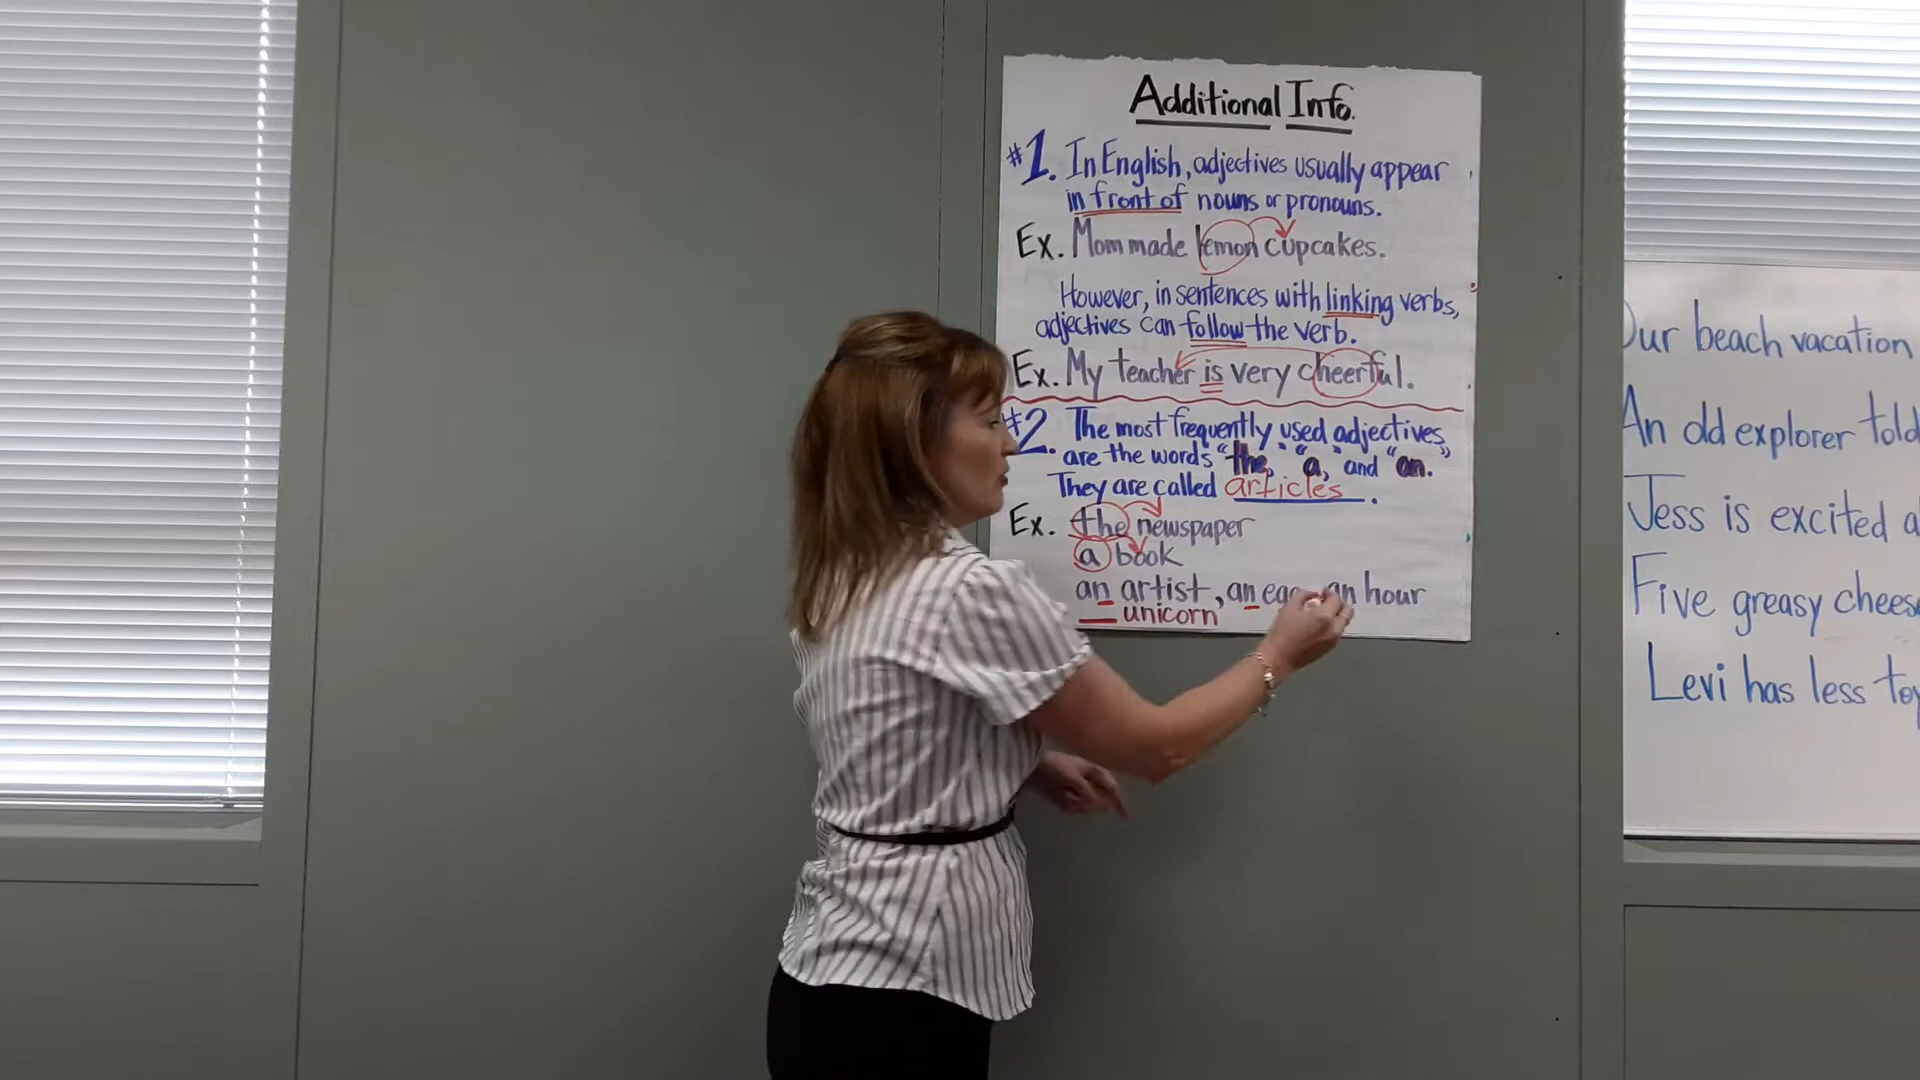 Additional Info.
#1. In English, adjectives usually appear
in front of nouns or pronouns.
Ex. Mom made lemon cupcakes.
However, in sentences with linking verbs,
adjectives can follow the verb.
Ex. My teacher is very cheerful.
#2. The most frequently used adjectives
are the words "the," "a," and "an."
They are called articles.
Ex. the newspaper
a book
an artist, an an hour
unicorn
Our beach vacation
An old explorer told
Jess is excited
Five greasy
Levi has less